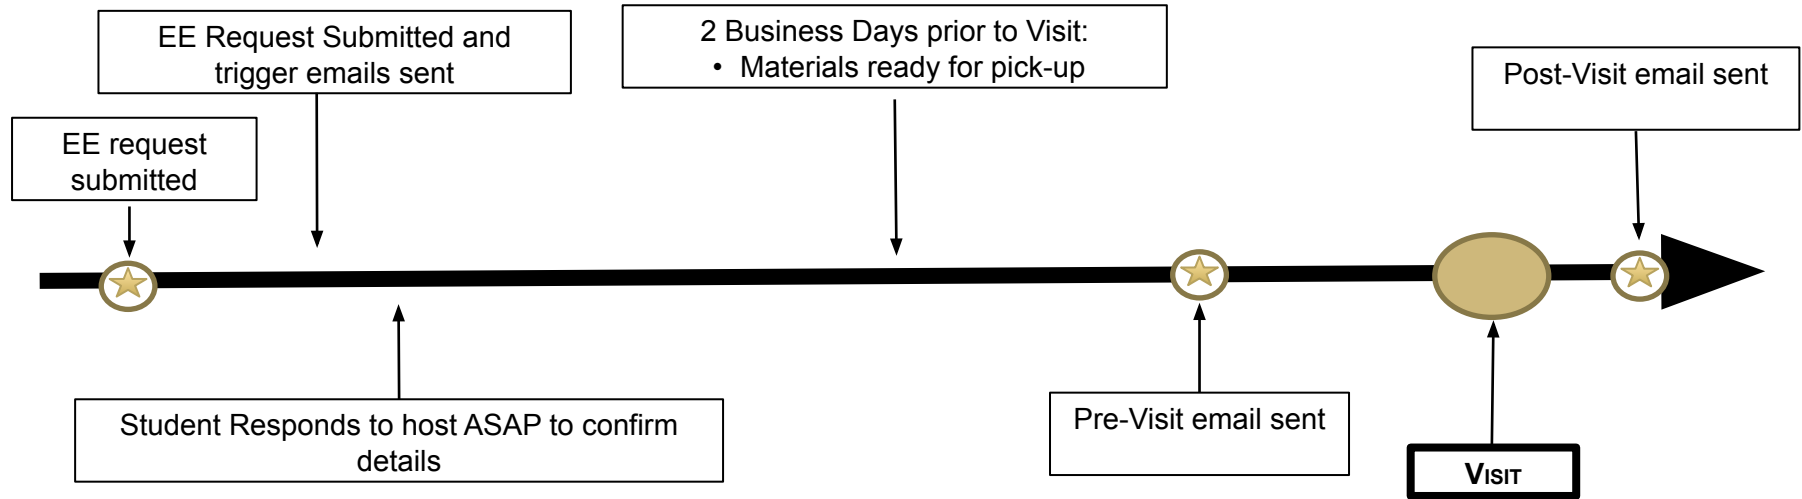 EE Request Submitted and
trigger emails sent
2 Business Days prior to Visit:
• Materials ready for pick-up
Post-Visit email sent
EE request
submitted
Student Responds to host ASAP to confirm
details
Pre-Visit email sent
VISIT